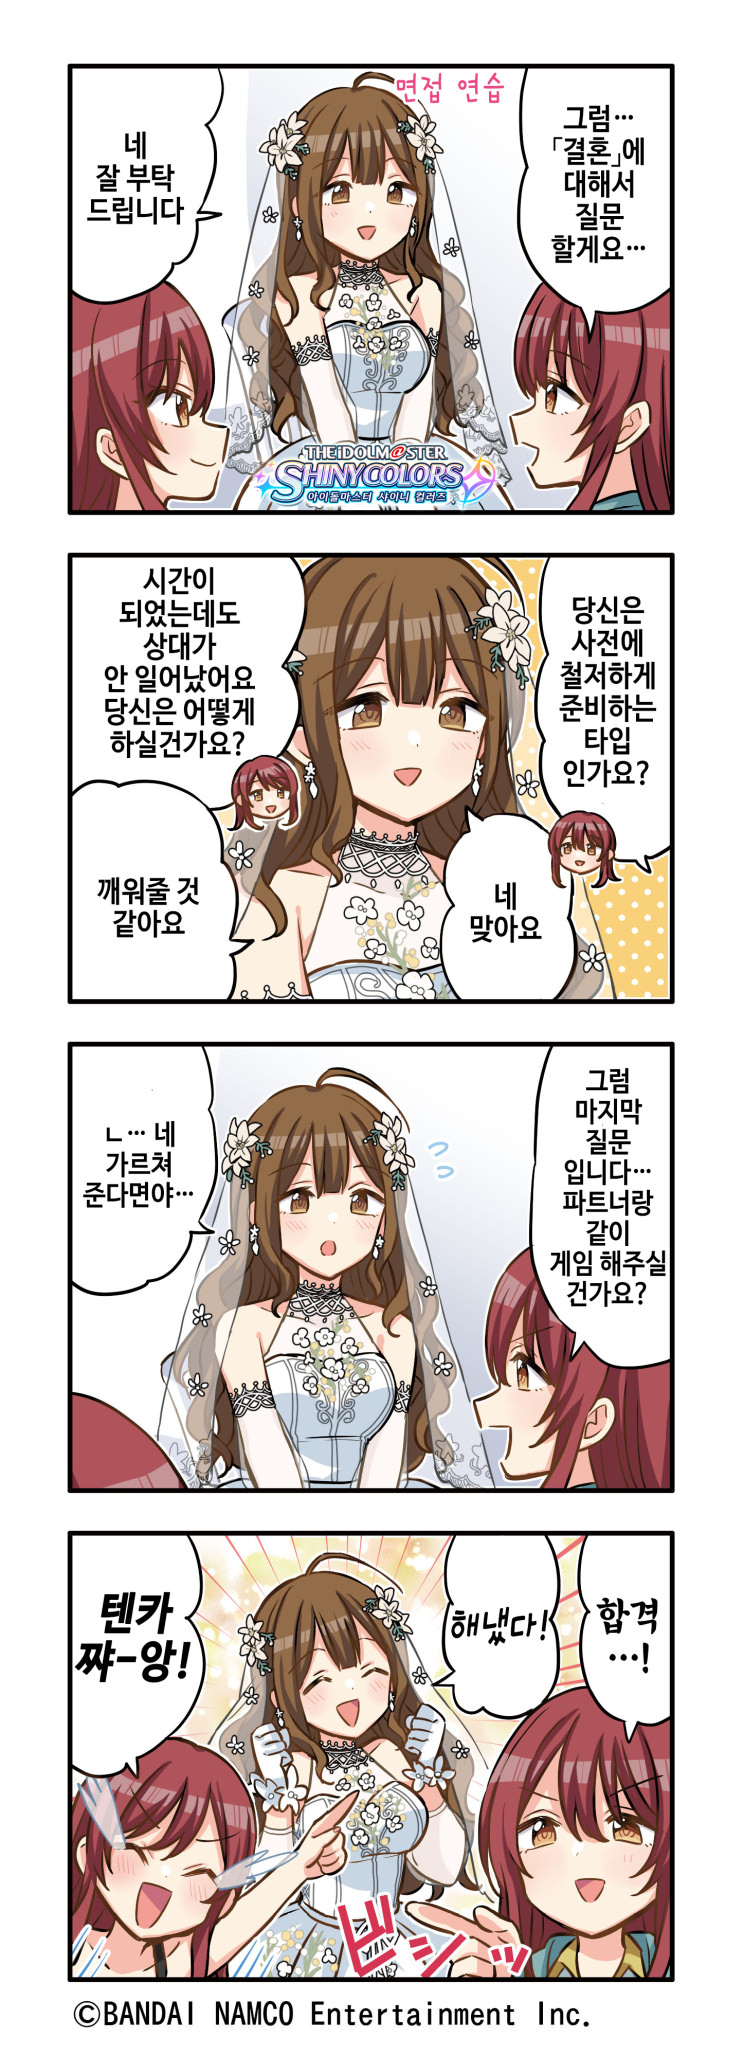 면접 연습
그럼…
「결혼」에
대해서
질문
할게요…
네
잘 부탁
드립니다
THE iDOLM@STER
SHINYCOLORS
아이돌마스터 샤이니 컬러즈
당신은
사전에
철저하게
준비하는
타입
인가요?
네
맞아요
시간이
되었는데도
상대가
안 일어났어요
당신은 어떻게
하실건가요?
깨워줄 것
같아요
그럼
마지막
질문
입니다…
파트너랑
같이
게임 해주실
건가요?
ㄴ… 네
가르쳐
준다면야…
합격
…!
해냈다!
텐카
쨔-앙!
ビシッ
©BANDAI NAMCO Entertainment Inc.